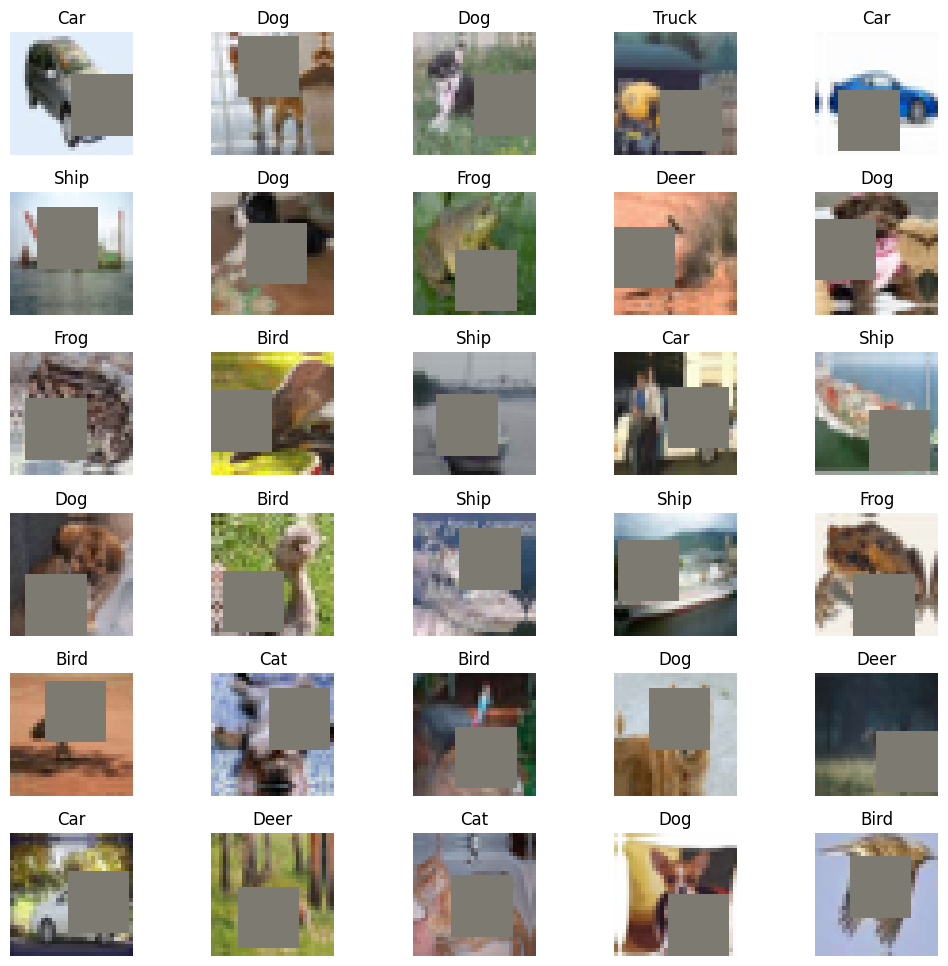 Car Dog Dog Truck Car
Ship Dog Frog Deer Dog
Frog Bird Ship Car Ship
Dog Bird Ship Ship Frog
Bird Cat Bird Dog Deer
Car Deer Cat Dog Bird